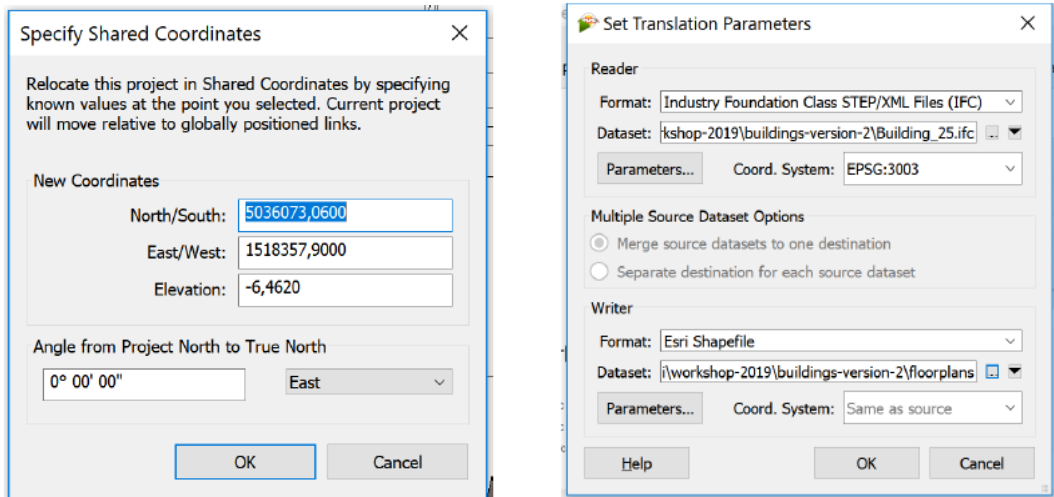 Specify Shared Coordinates
Relocate this project in Shared Coordinates by specifying
known values at the point you selected. Current project
will move relative to globally positioned links.
New Coordinates
North/South: 5036073,0600
East/West: 1518357,9000
Elevation: -6,4620
Angle from Project North to True North
0° 00' 00" East
OK Cancel
Set Translation Parameters
Reader
Format: Industry Foundation Class STEP/XML Files (IFC)
Dataset: rkshop-2019\buildings-version-2\Building_25.ifc ...
Parameters... Coord. System: EPSG:3003
Multiple Source Dataset Options
Merge source datasets to one destination
Separate destination for each source dataset
Writer
Format: Esri Shapefile
Dataset: i\workshop-2019\buildings-version-2\floorplans ...
Parameters... Coord. System: Same as source
Help OK Cancel